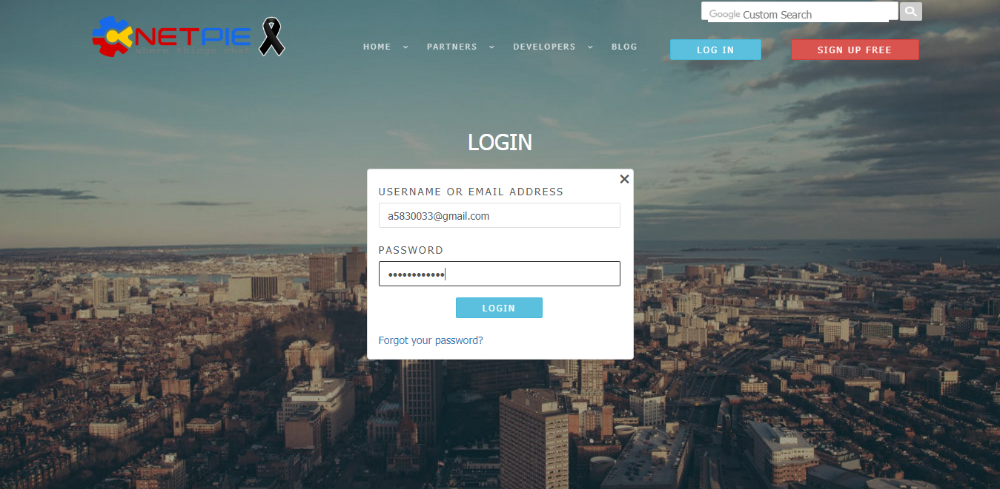 Google Custom Search
NETPIE
where things chat
HOME PARTNERS DEVELOPERS BLOG LOG IN SIGN UP FREE
LOGIN
USERNAME OR EMAIL ADDRESS
a5830033@gmail.com
PASSWORD
••••••••••••
LOGIN
Forgot your password?